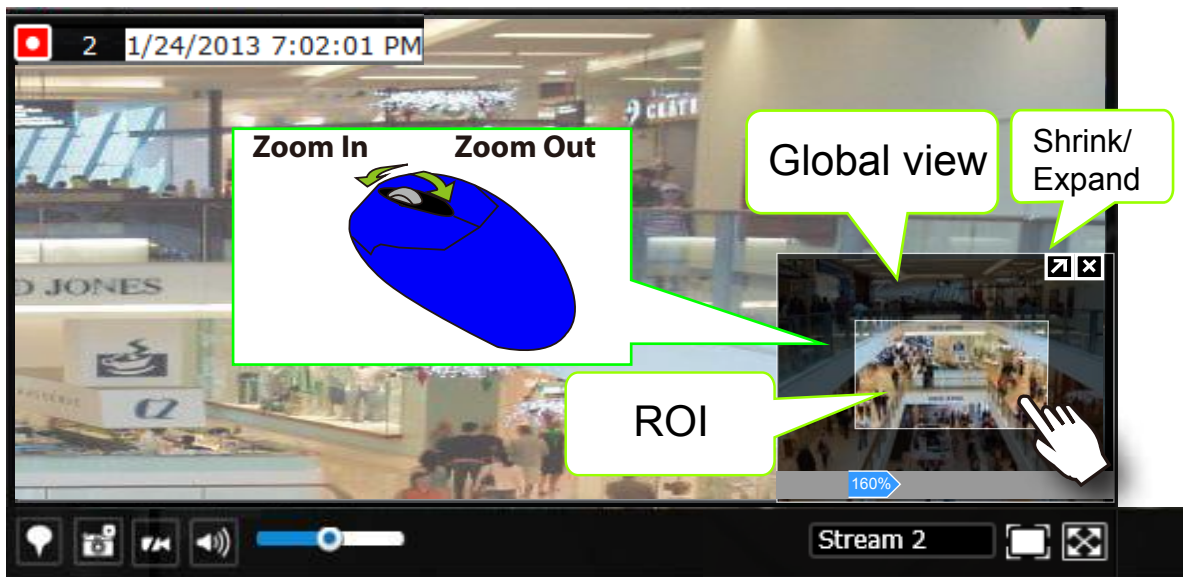 2 1/24/2013 7:02:01 PM
CRATE
Zoom In Zoom Out
Global view
Shrink/
Expand
D JONES
ROI
160%
Stream 2